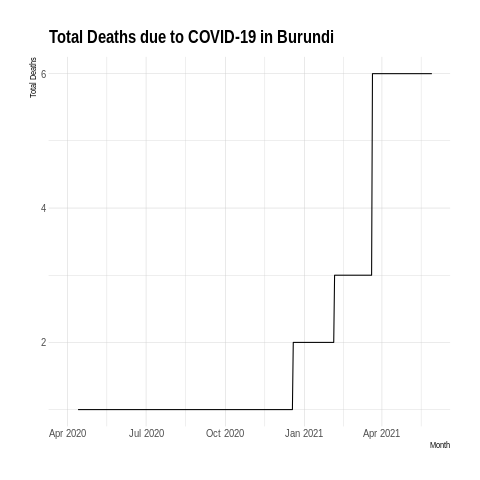 Total Deaths due to COVID-19 in Burundi
Total Deaths
6
4
2
Apr 2020 Jul 2020 Oct 2020 Jan 2021 Apr 2021
Month